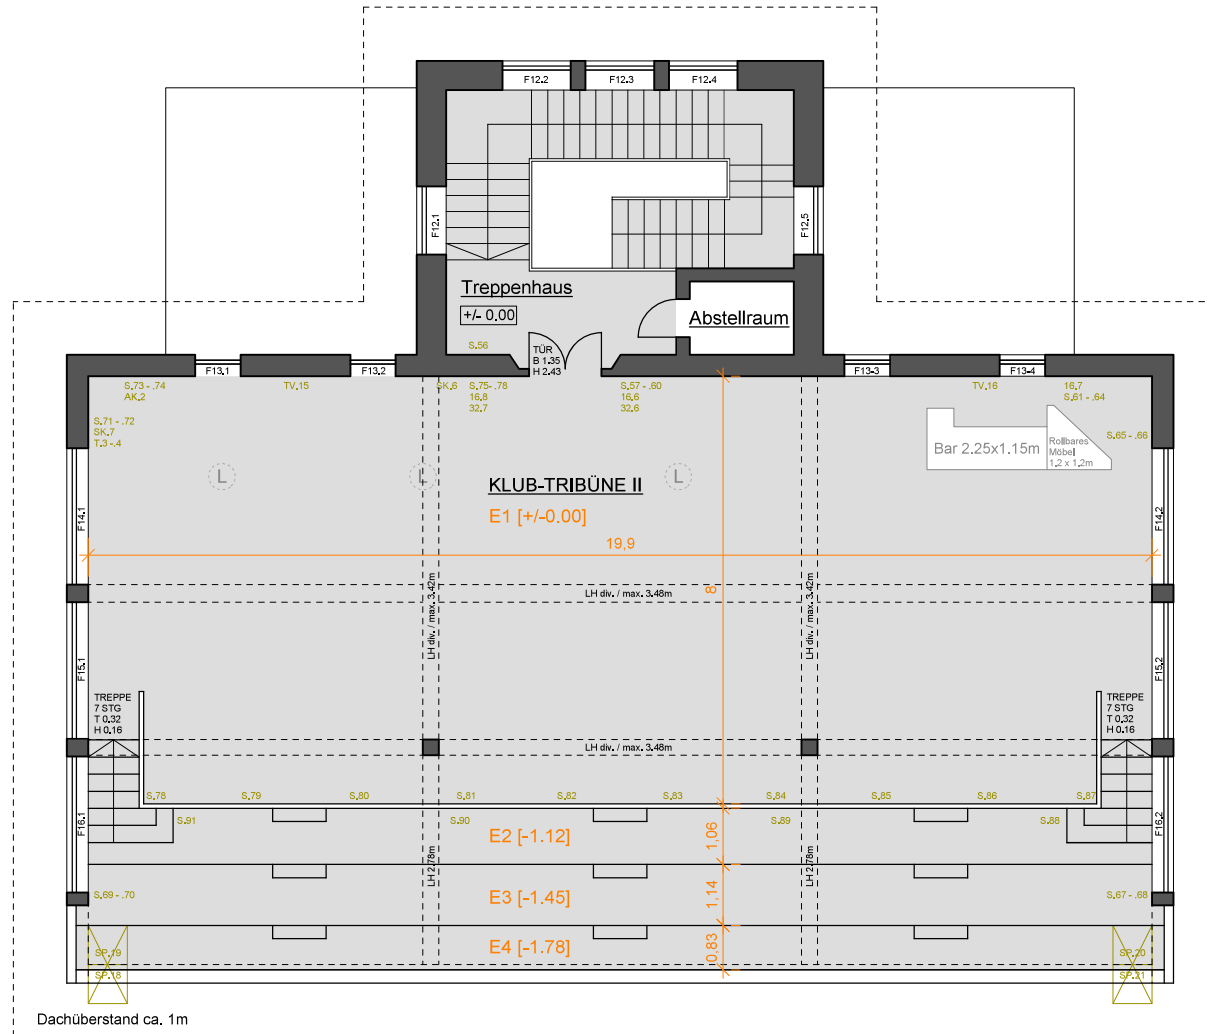 F12.2
F12.3
F12.4
F12.1
F12.5
Treppenhaus
+/- 0.00
Abstellraum
S.56
TÜR
B 1.35
H 2.43
F13.1
F13.2
F13-3
F13-4
S.73 - .74
AK.2
TV.15
SK.6
S.75- .78
16.8
32.7
S.57 - .60
16.6
32.6
TV.16
16.7
S.61 - .64
S.71 - .72
SK.7
T.3 - .4
S.65 - .66
Bar 2.25x1.15m
Rollbares
Möbel
1.2 x 1.2m
L
L
L
KLUB-TRIBÜNE II
E1 [+/-0.00]
F14.1
F14.2
19,9
8
LH div. / max. 3.42m
LH div. / max. 3.48m
LH div. / max. 3.42m
F15.1
F15.2
TREPPE
7 STG
T 0.32
H 0.16
TREPPE
7 STG
T 0.32
H 0.16
LH div. / max. 3.48m
S.78
S.79
S.80
S.81
S.82
S.83
S.84
S.85
S.86
S.87
F16.1
F16.2
S.91
S.90
S.89
S.88
E2 [-1.12]
1,06
LH 2.78m
LH 2.78m
S.69 - .70
E3 [-1.45]
1,14
S.67 - .68
E4 [-1.78]
0,83
SP.19
SP.18
SP.20
SP.21
Dachüberstand ca. 1m